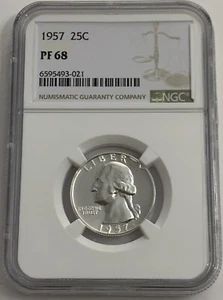 1957 25C
PF 68
6595493-021
NUMISMATIC GUARANTY COMPANY
NGC
LIBERTY
IN GOD WE
TRUST
1957